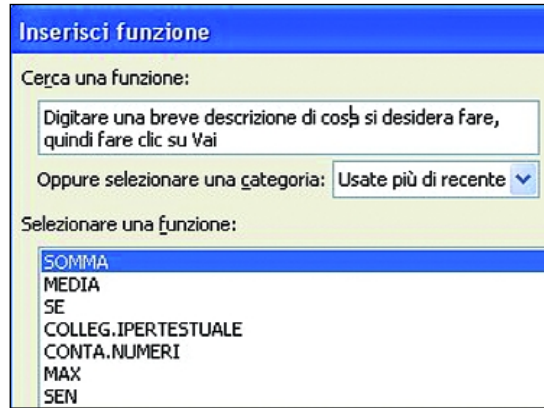 Inserisci funzione
Cerca una funzione:
Digitare una breve descrizione di cosa si desidera fare,
quindi fare clic su Vai
Oppure selezionare una categoria: Usate più di recente
Selezionare una funzione:
SOMMA
MEDIA
SE
COLLEG.IPERTESTUALE
CONTA.NUMERI
MAX
SEN